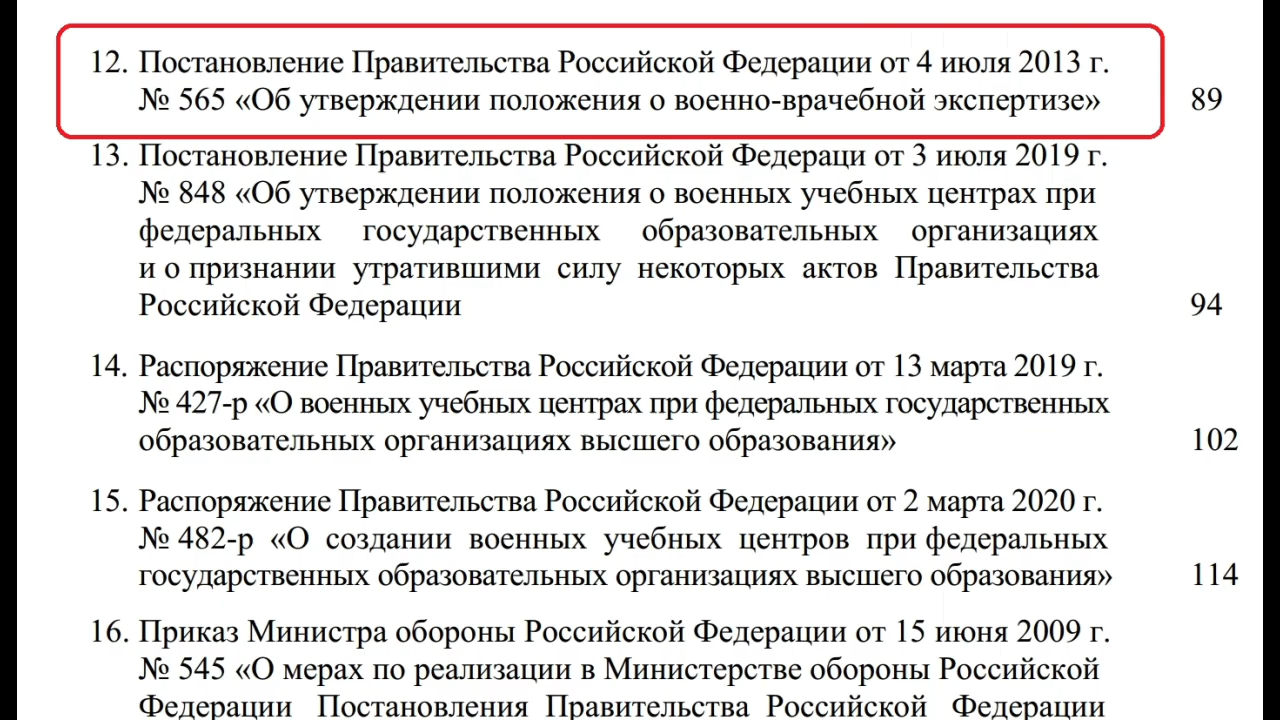 12. Постановление Правительства Российской Федерации от 4 июля 2013 г.
№ 565 «Об утверждении положения о военно-врачебной экспертизе» 89
13. Постановление Правительства Российской Федераци от 3 июля 2019 г.
№ 848 «Об утверждении положения о военных учебных центрах при
федеральных государственных образовательных организациях
и о признании утратившими силу некоторых актов Правительства
Российской Федерации 94
14. Распоряжение Правительства Российской Федерации от 13 марта 2019 г.
№ 427-р «О военных учебных центрах при федеральных государственных
образовательных организациях высшего образования» 102
15. Распоряжение Правительства Российской Федерации от 2 марта 2020 г.
№ 482-р «О создании военных учебных центров при федеральных
государственных образовательных организациях высшего образования» 114
16. Приказ Министра обороны Российской Федерации от 15 июня 2009 г.
№ 545 «О мерах по реализации в Министерстве обороны Российской
Федерации Постановления Правительства Российской Федерации